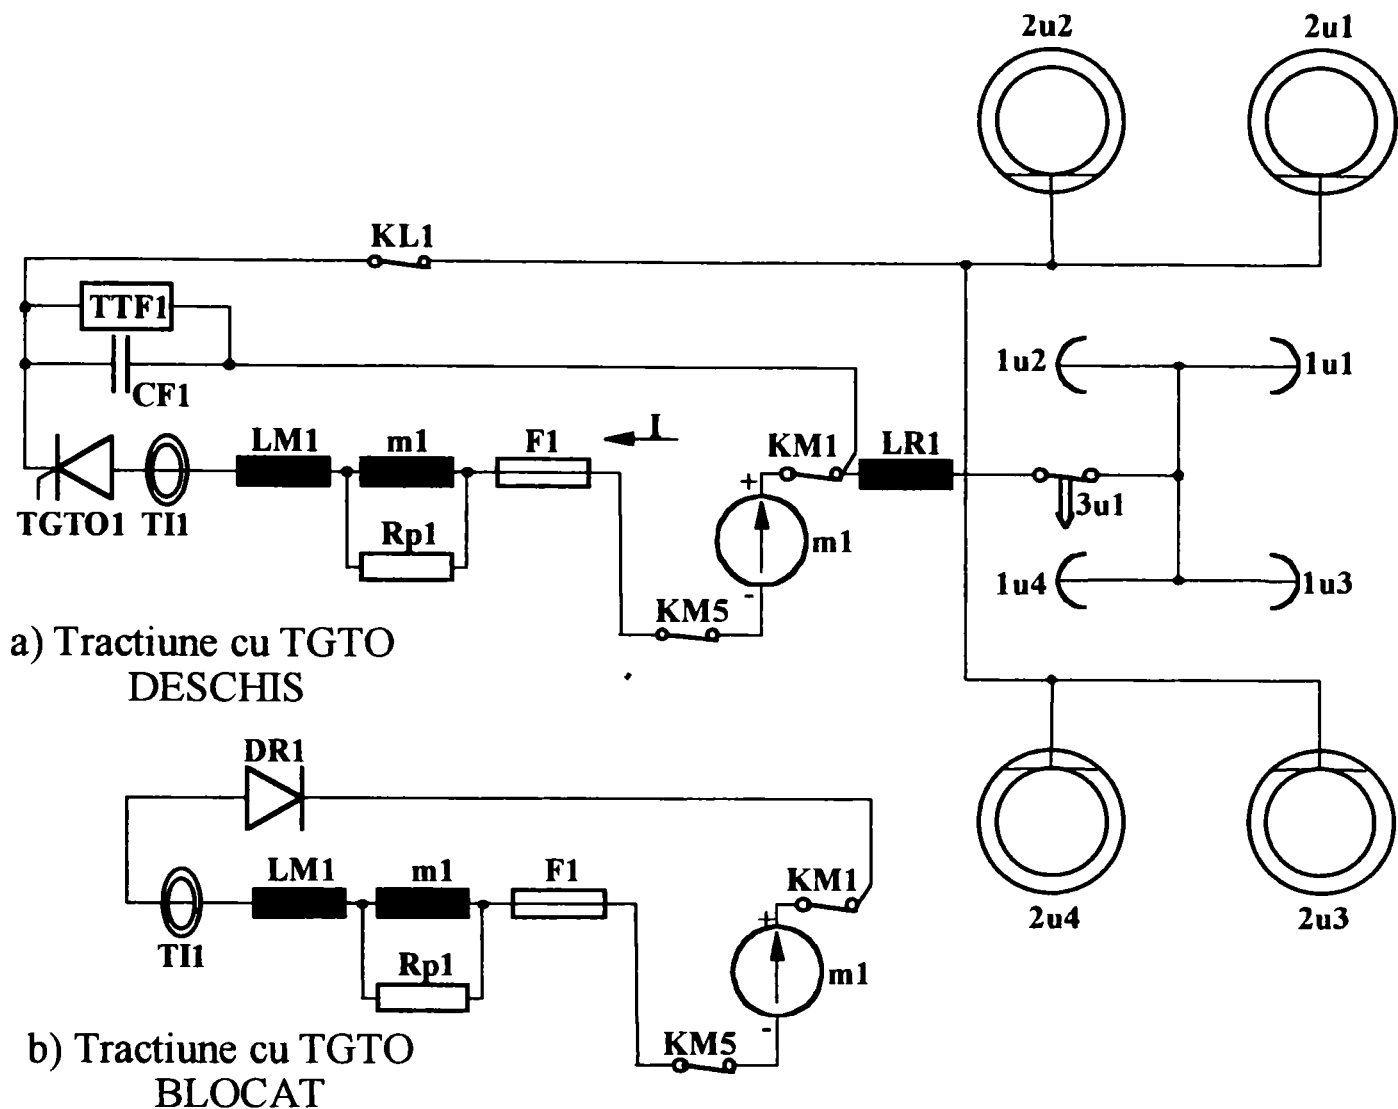 2u2
2u1
KL1
TTF1
CF1
1u2
1u1
LM1
m1
F1
I
KM1
LR1
TGTO1
TI1
Rp1
+
m1
-
3u1
KM5
1u4
1u3
a) Tractiune cu TGTO
DESCHIS
DR1
LM1
m1
F1
KM1
TI1
Rp1
+
m1
-
KM5
2u4
2u3
b) Tractiune cu TGTO
BLOCAT